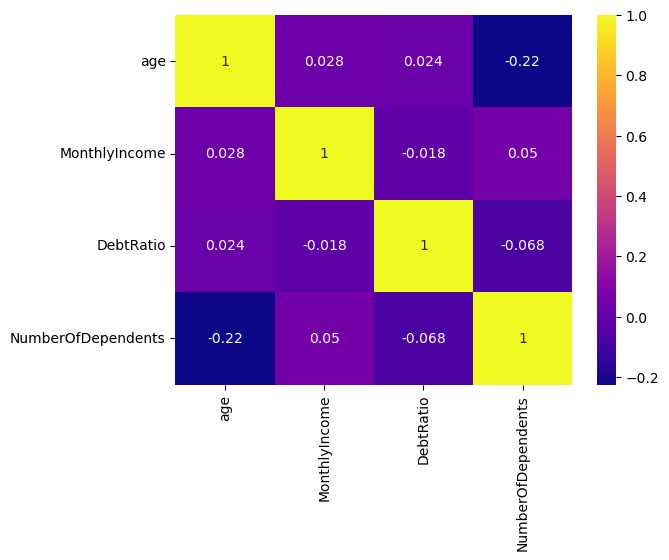 age 1 0.028 0.024 -0.22
MonthlyIncome 0.028 1 -0.018 0.05
DebtRatio 0.024 -0.018 1 -0.068
NumberOfDependents -0.22 0.05 -0.068 1
age
MonthlyIncome
DebtRatio
NumberOfDependents
1.0
0.8
0.6
0.4
0.2
0.0
−0.2